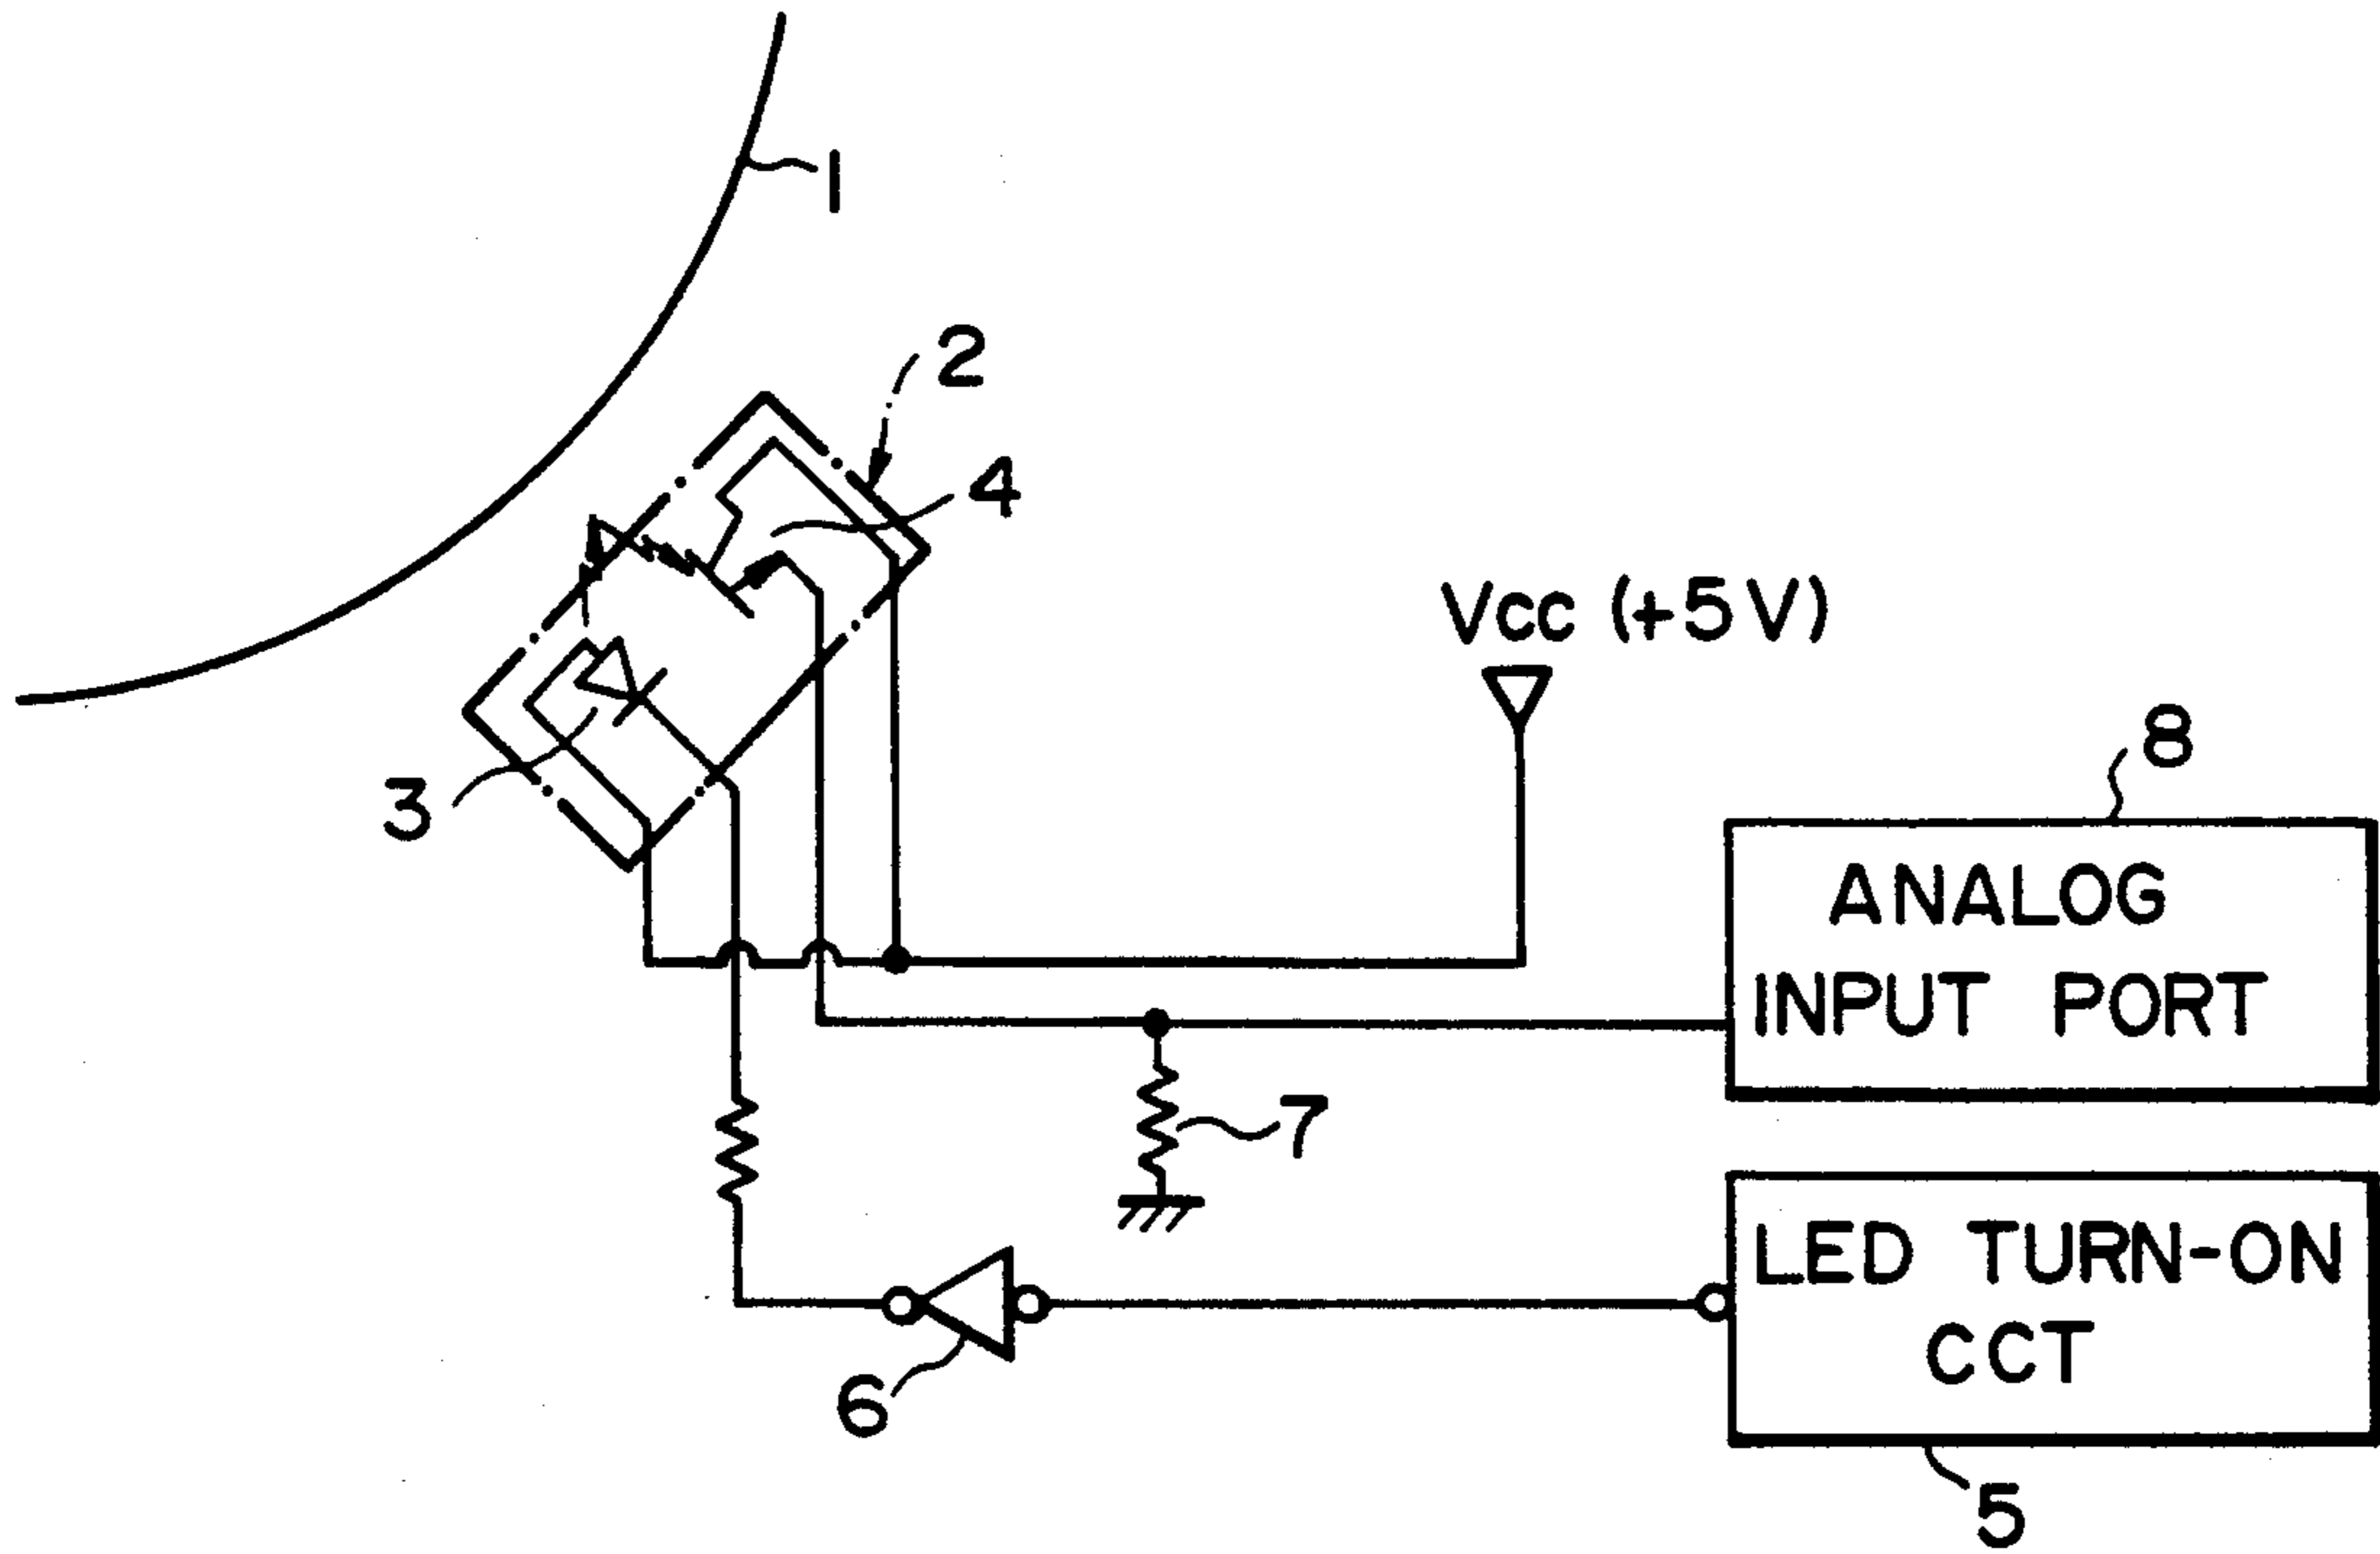 1
2
4
Vcc (+5V)
3
8
ANALOG
INPUT PORT
7
LED TURN-ON
CCT
6
5